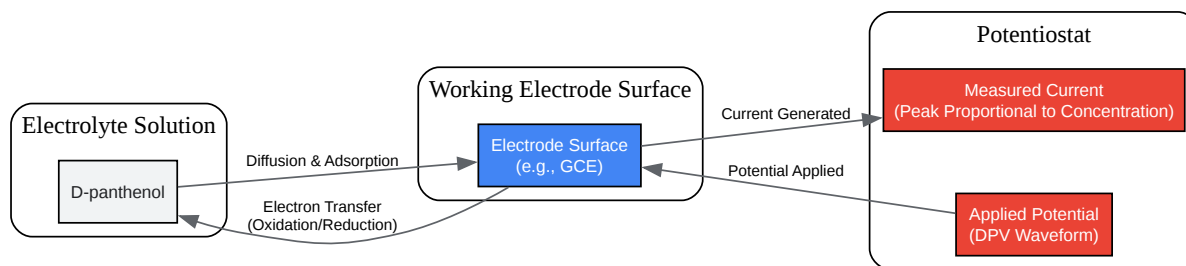 Potentiostat
Measured Current
(Peak Proportional to Concentration)
Working Electrode Surface
Current Generated
Electrolyte Solution
Electrode Surface
(e.g., GCE)
Diffusion & Adsorption
Potential Applied
D-panthenol
Electron Transfer
(Oxidation/Reduction)
Applied Potential
(DPV Waveform)